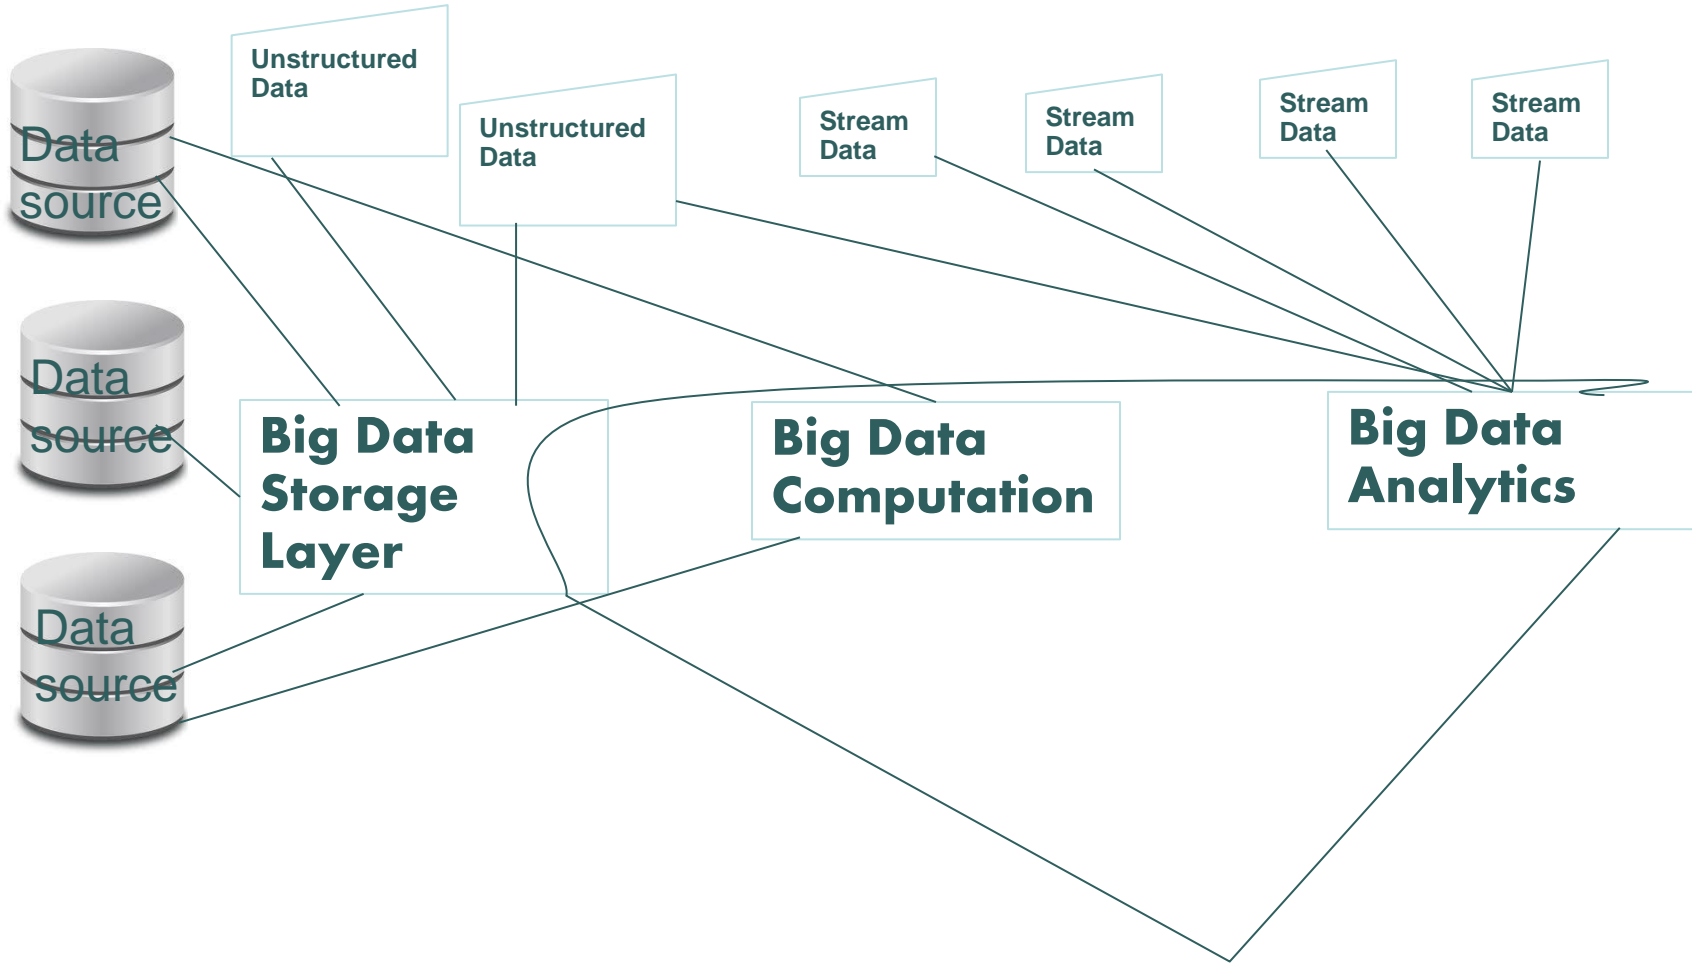 Unstructured
Data
Unstructured
Data
Stream
Data
Stream
Data
Stream
Data
Stream
Data
Data
source
Data
source
Data
source
Big Data
Storage
Layer
Big Data
Computation
Big Data
Analytics